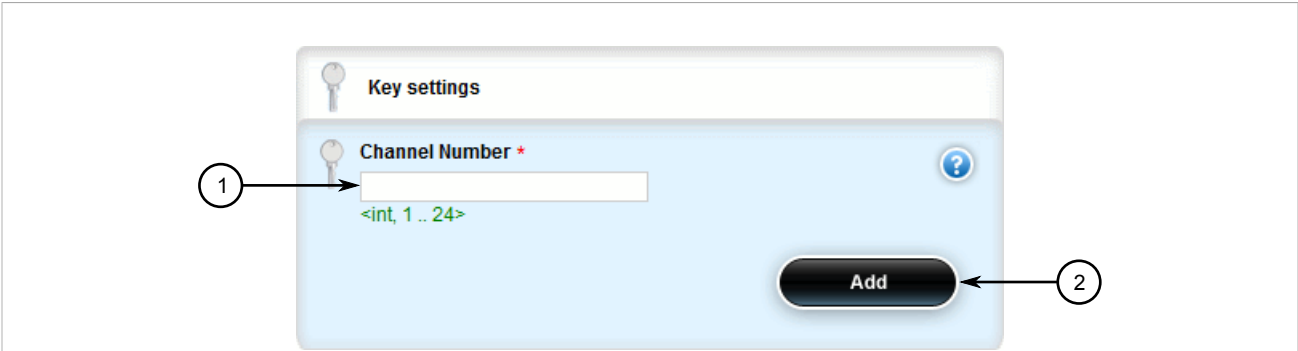 Key settings
Channel Number *
1
<int, 1 .. 24>
Add
2